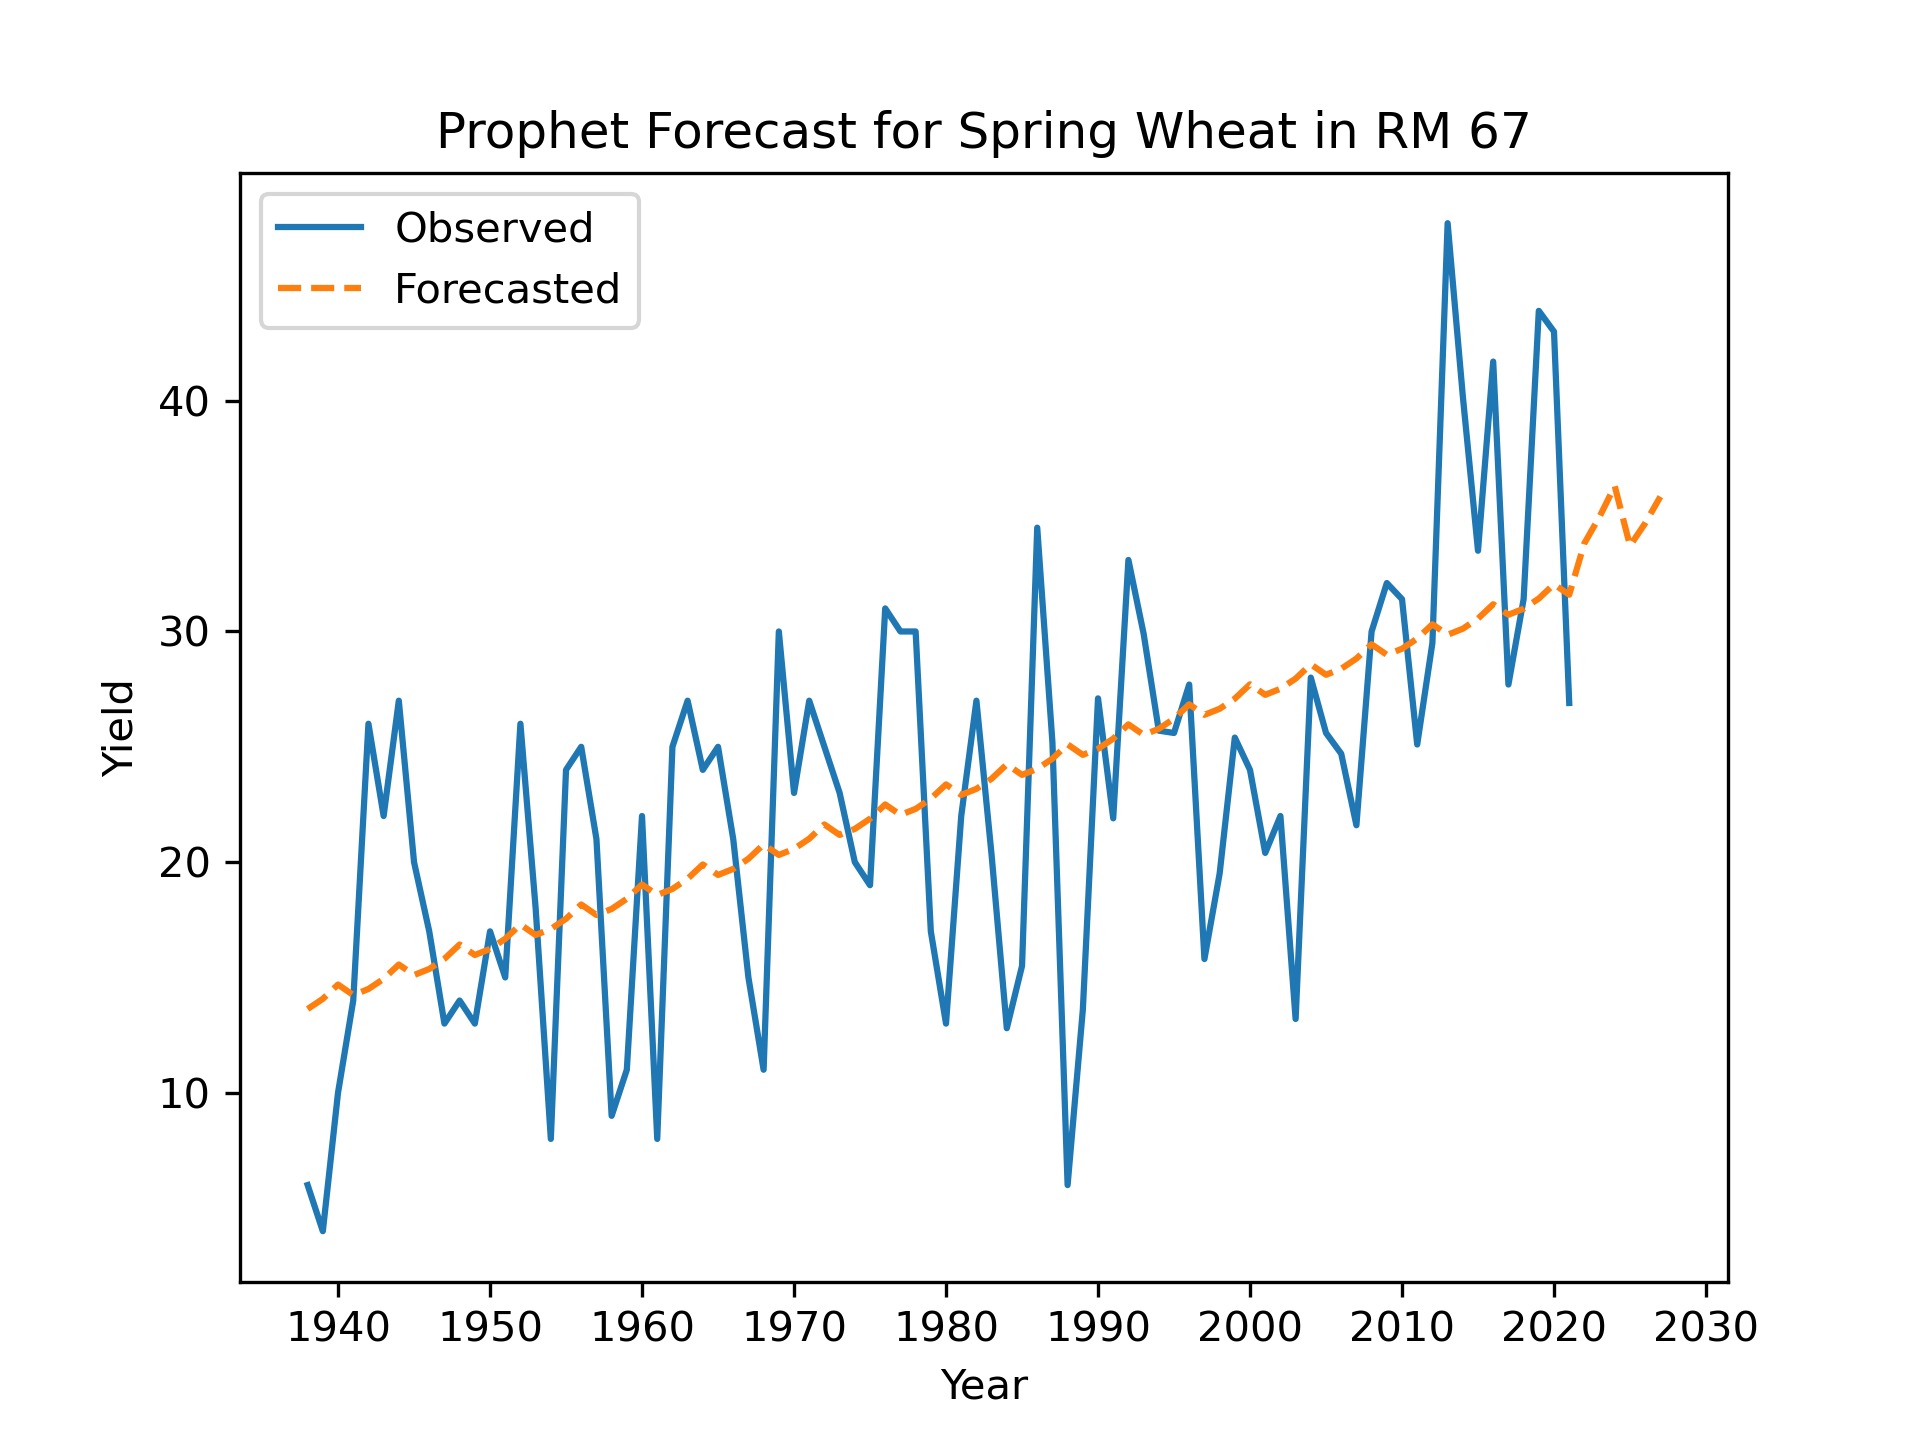 Prophet Forecast for Spring Wheat in RM 67
Observed
Forecasted
40
30
20
10
Yield
1940 1950 1960 1970 1980 1990 2000 2010 2020 2030
Year